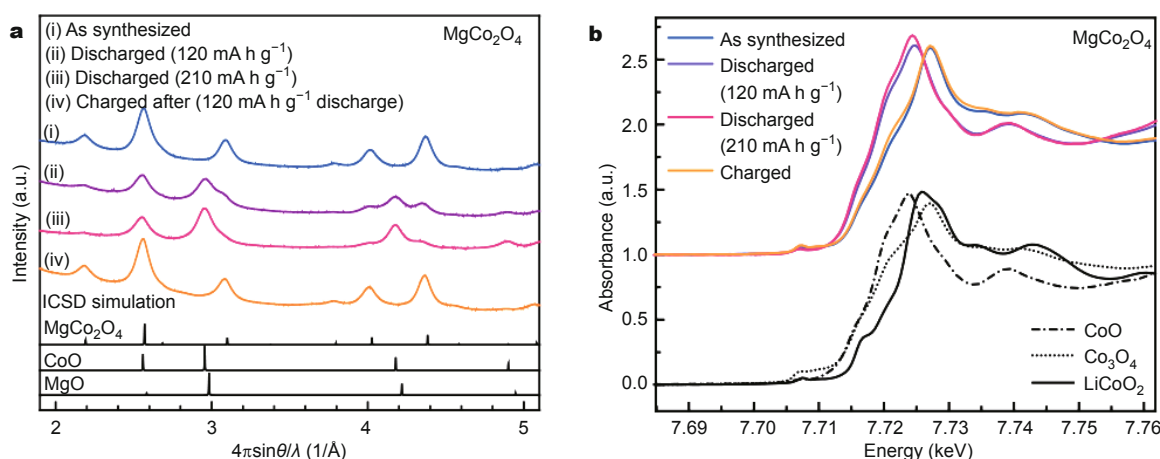 a
(i) As synthesized
(ii) Discharged (120 mA h g⁻¹)
(iii) Discharged (210 mA h g⁻¹)
(iv) Charged after (120 mA h g⁻¹ discharge)
MgCo₂O₄
(i)
(ii)
(iii)
(iv)
ICSD simulation
MgCo₂O₄
CoO
MgO
Intensity (a.u.)
2 3 4 5
4πsinθ/λ (1/Å)
b
As synthesized
Discharged
(120 mA h g⁻¹)
Discharged
(210 mA h g⁻¹)
Charged
MgCo₂O₄
CoO
Co₃O₄
LiCoO₂
Absorbance (a.u.)
2.5
2.0
1.5
1.0
0.5
0.0
7.69 7.70 7.71 7.72 7.73 7.74 7.75 7.76
Energy (keV)